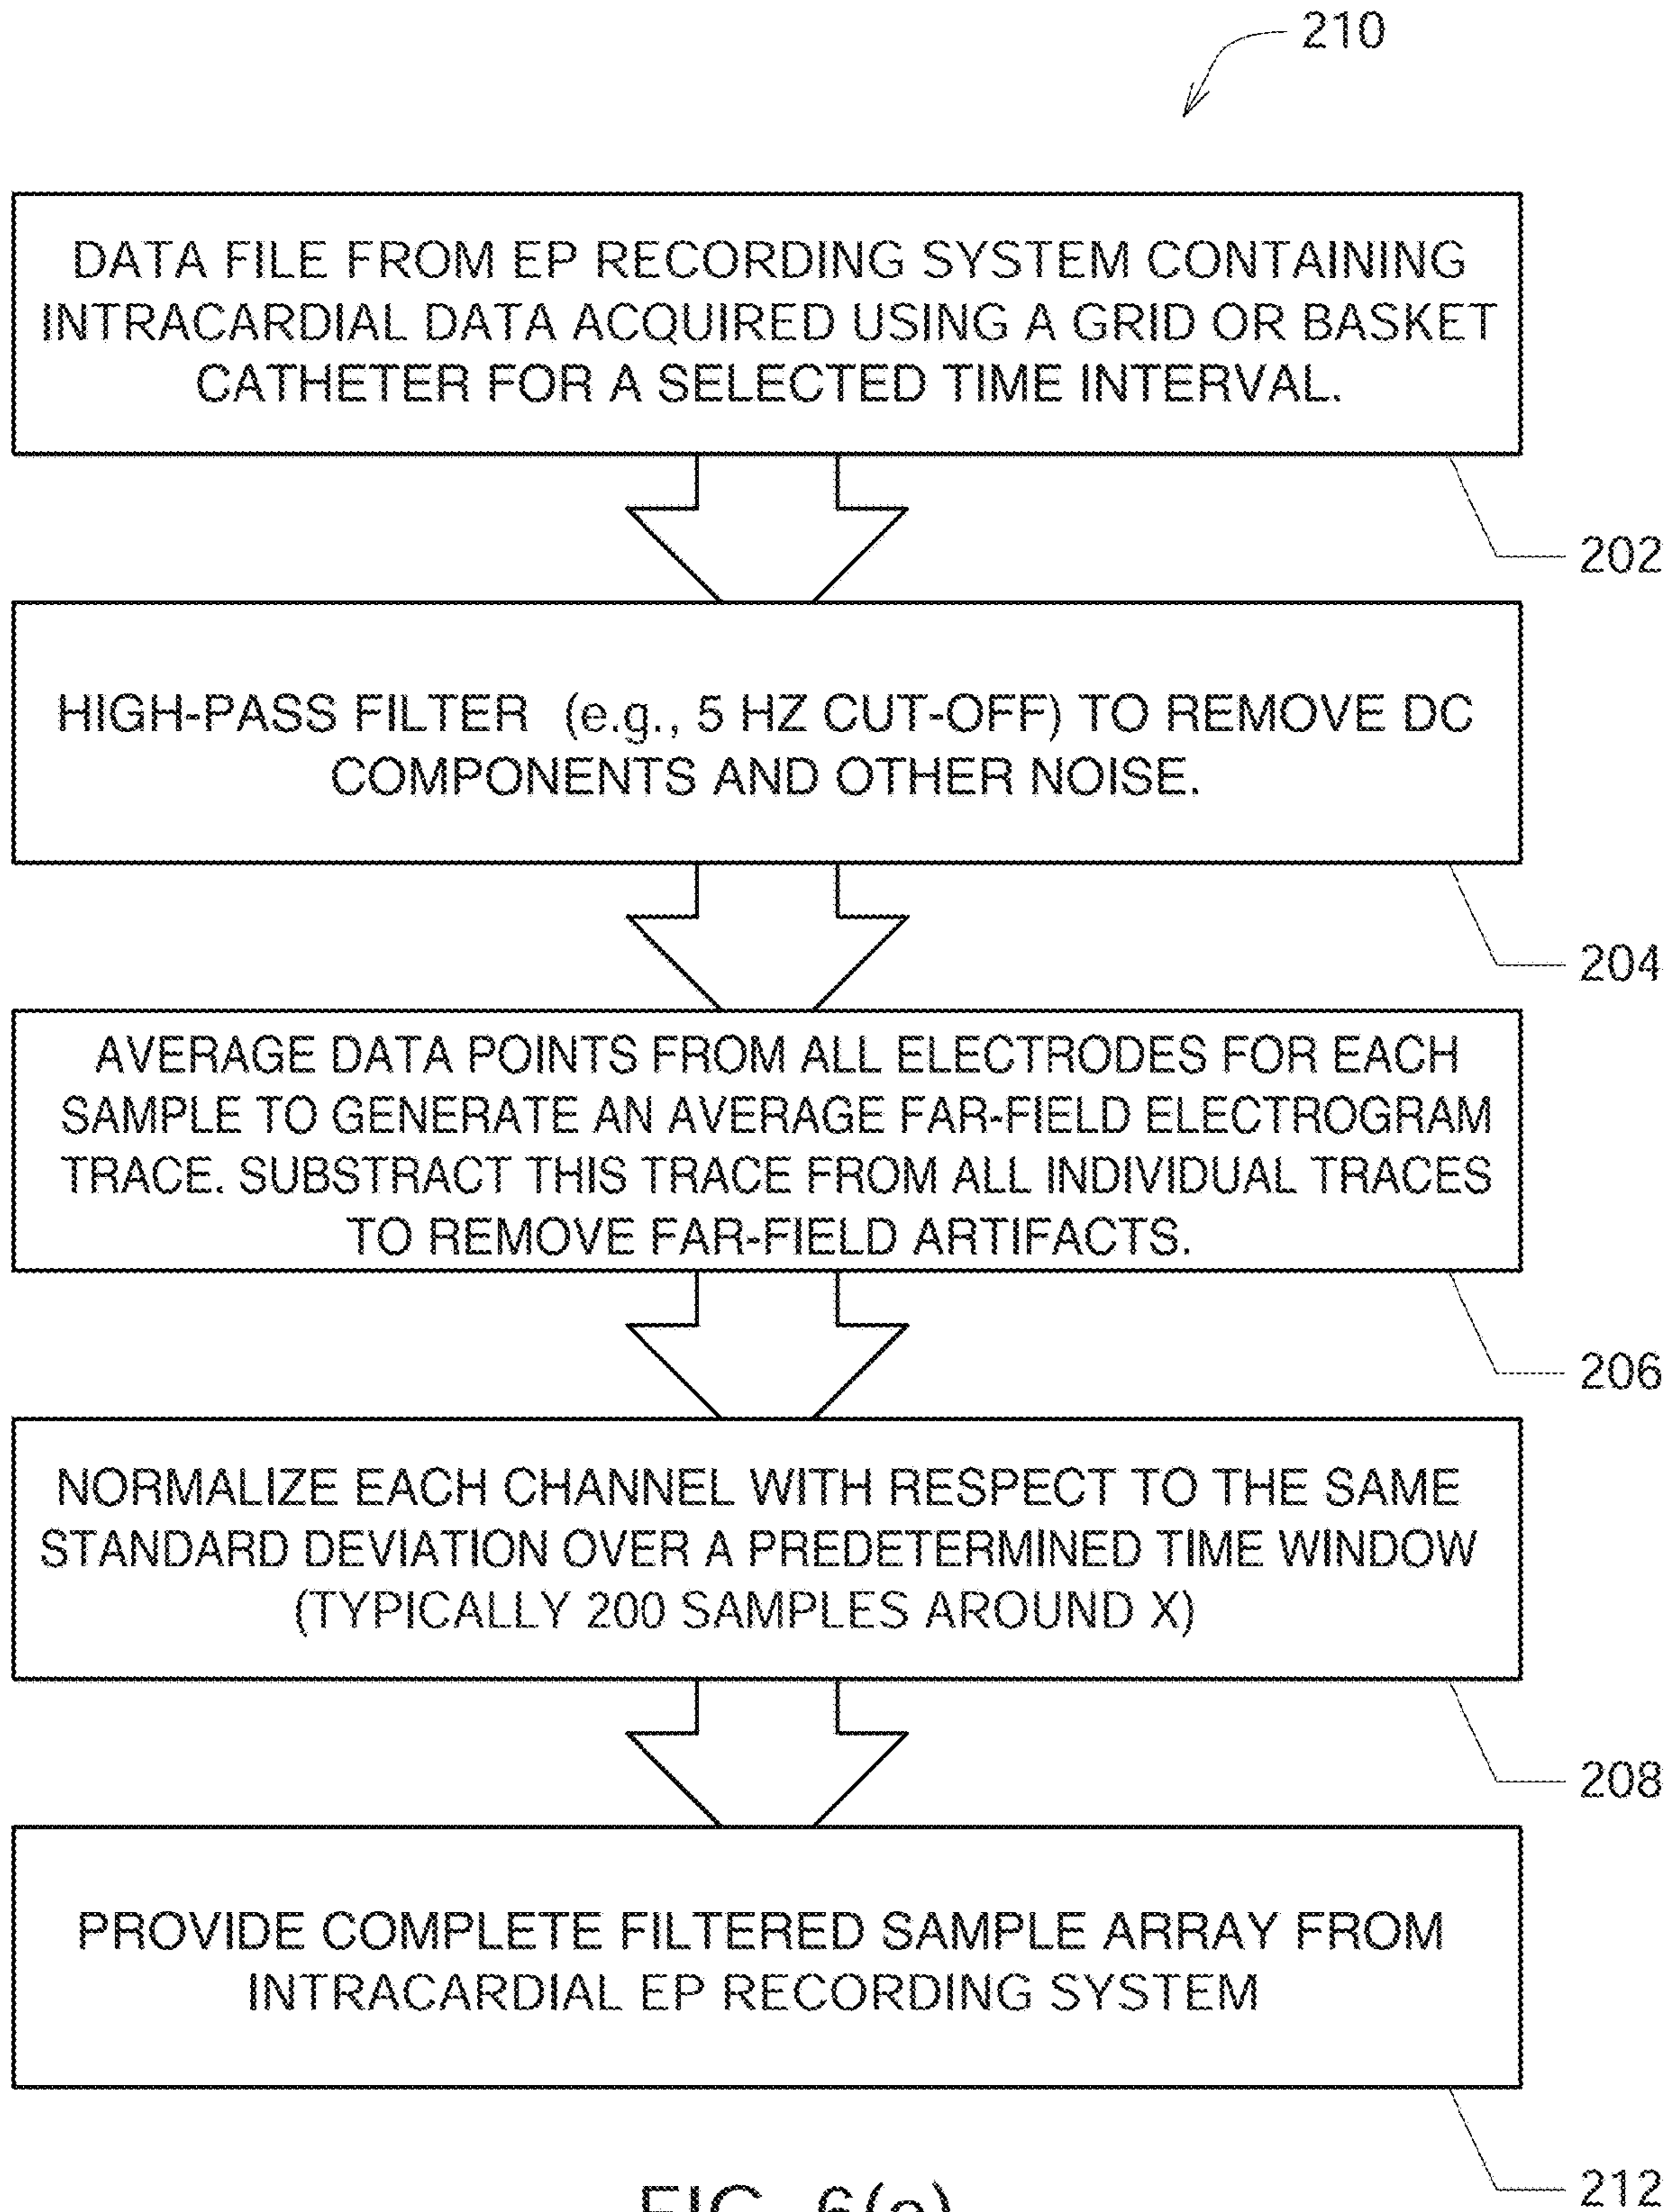 210
DATA FILE FROM EP RECORDING SYSTEM CONTAINING
INTRACARDIAL DATA ACQUIRED USING A GRID OR BASKET
CATHETER FOR A SELECTED TIME INTERVAL.
202
HIGH-PASS FILTER (e.g., 5 HZ CUT-OFF) TO REMOVE DC
COMPONENTS AND OTHER NOISE.
204
AVERAGE DATA POINTS FROM ALL ELECTRODES FOR EACH
SAMPLE TO GENERATE AN AVERAGE FAR-FIELD ELECTROGRAM
TRACE. SUBSTRACT THIS TRACE FROM ALL INDIVIDUAL TRACES
TO REMOVE FAR-FIELD ARTIFACTS.
206
NORMALIZE EACH CHANNEL WITH RESPECT TO THE SAME
STANDARD DEVIATION OVER A PREDETERMINED TIME WINDOW
(TYPICALLY 200 SAMPLES AROUND X)
208
PROVIDE COMPLETE FILTERED SAMPLE ARRAY FROM
INTRACARDIAL EP RECORDING SYSTEM
212
FIG. 6(a)